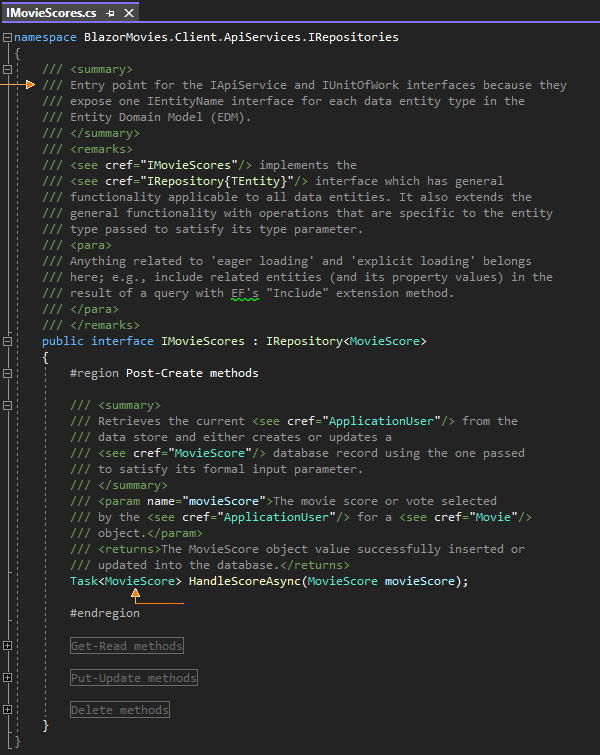 IMovieScores.cs
namespace BlazorMovies.Client.ApiServices.IRepositories
{
/// <summary>
/// Entry point for the IApiService and IUnitOfWork interfaces because they
/// expose one IEntityName interface for each data entity type in the
/// Entity Domain Model (EDM).
/// </summary>
/// <remarks>
/// <see cref="IMovieScores"/> implements the
/// <see cref="IRepository{TEntity}"/> interface which has general
/// functionality applicable to all data entities. It also extends the
/// general functionality with operations that are specific to the entity
/// type passed to satisfy its type parameter.
/// <para>
/// Anything related to 'eager loading' and 'explicit loading' belongs
/// here; e.g., include related entities (and its property values) in the
/// result of a query with EF's "Include" extension method.
/// </para>
/// </remarks>
public interface IMovieScores : IRepository<MovieScore>
{
#region Post-Create methods
/// <summary>
/// Retrieves the current <see cref="ApplicationUser"/> from the
/// data store and either creates or updates a
/// <see cref="MovieScore"/> database record using the one passed
/// to satisfy its formal input parameter.
/// </summary>
/// <param name="movieScore">The movie score or vote selected
/// by the <see cref="ApplicationUser"/> for a <see cref="Movie"/>
/// object.</param>
/// <returns>The MovieScore object value successfully inserted or
/// updated into the database.</returns>
Task<MovieScore> HandleScoreAsync(MovieScore movieScore);
#endregion
Get-Read methods
Put-Update methods
Delete methods
}
}